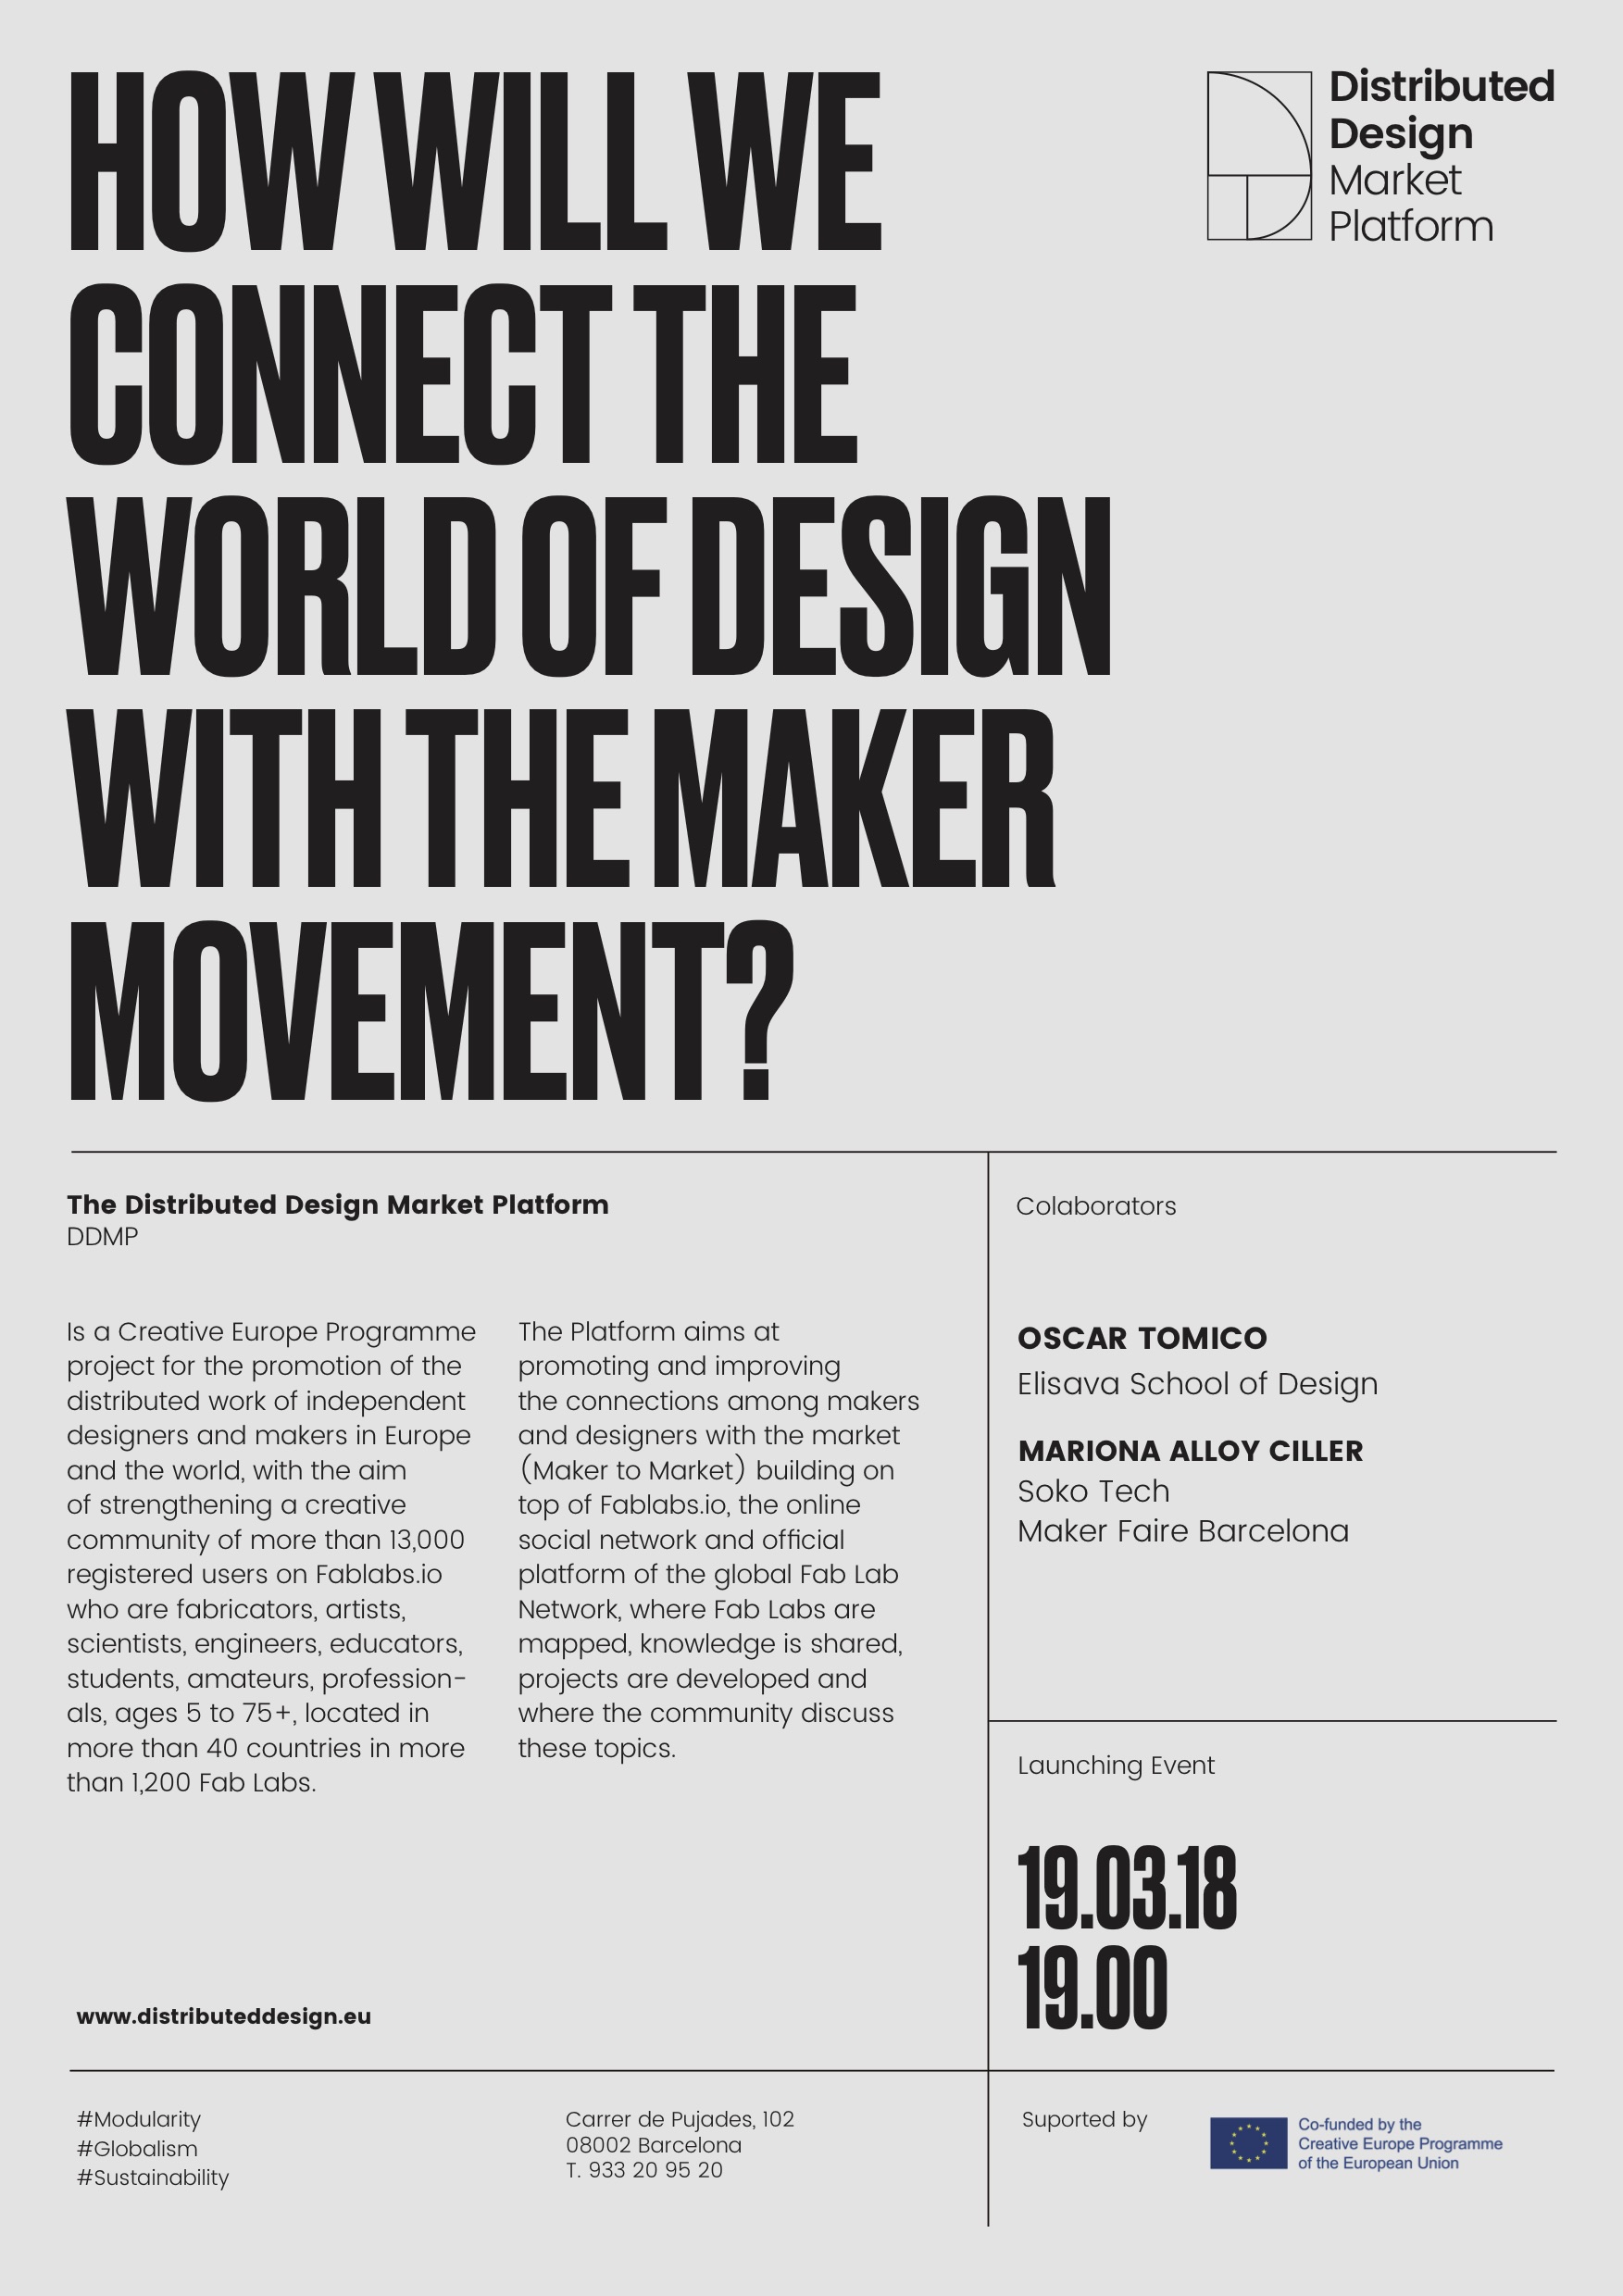 HOW WILL WE
CONNECT THE
WORLD OF DESIGN
WITH THE MAKER
MOVEMENT?
Distributed
Design
Market
Platform
The Distributed Design Market Platform
DDMP
Is a Creative Europe Programme
project for the promotion of the
distributed work of independent
designers and makers in Europe
and the world, with the aim
of strengthening a creative
community of more than 13,000
registered users on Fablabs.io
who are fabricators, artists,
scientists, engineers, educators,
students, amateurs, profession-
als, ages 5 to 75+, located in
more than 40 countries in more
than 1,200 Fab Labs.
The Platform aims at
promoting and improving
the connections among makers
and designers with the market
(Maker to Market) building on
top of Fablabs.io, the online
social network and official
platform of the global Fab Lab
Network, where Fab Labs are
mapped, knowledge is shared,
projects are developed and
where the community discuss
these topics.
www.distributeddesign.eu
Colaborators
OSCAR TOMICO
Elisava School of Design
MARIONA ALLOY CILLER
Soko Tech
Maker Faire Barcelona
Launching Event
19.03.18
19.00
#Modularity
#Globalism
#Sustainability
Carrer de Pujades, 102
08002 Barcelona
T. 933 20 95 20
Suported by
Co-funded by the
Creative Europe Programme
of the European Union